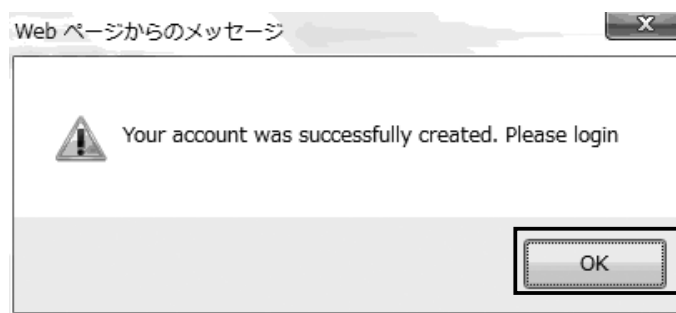 Web ページからのメッセージ
X
Your account was successfully created. Please login
OK